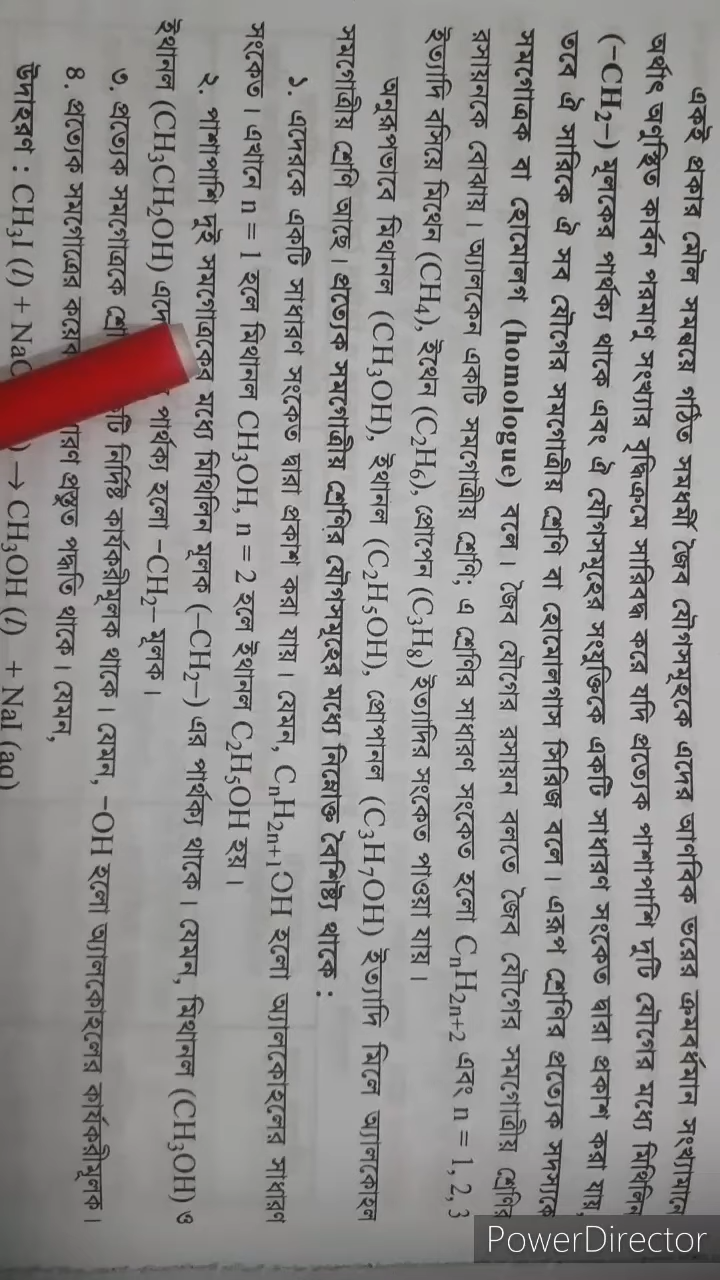 একই প্রকার মৌল সমন্বয়ে গঠিত সমধর্মী জৈব যৌগসমূহকে এদের আণবিক ভরের ক্রমবর্ধমান সংখ্যামানে
অর্থাৎ অণুস্থিত কার্বন পরমাণু সংখ্যার বৃদ্ধিক্রমে সারিবদ্ধ করে যদি প্রত্যেক পাশাপাশি দুটি যৌগের মধ্যে মিথিলিন
(−CH2−) মূলকের পার্থক্য থাকে এবং ঐ যৌগসমূহের সংযুক্তিকে একটি সাধারণ সংকেত দ্বারা প্রকাশ করা যায়,
তবে ঐ সারিকে ঐ সব যৌগের সমগোত্রীয় শ্রেণি বা হোমোলগাস সিরিজ বলে। এরূপ শ্রেণির প্রত্যেক সদস্যকে
সমগোত্রক বা হোমোলগ (homologue) বলে। জৈব যৌগের রসায়ন বলতে জৈব যৌগের সমগোত্রীয় শ্রেণির
রসায়নকে বোঝায়। অ্যালকেন একটি সমগোত্রীয় শ্রেণি; এ শ্রেণির সাধারণ সংকেত হলো CnH2n+2 এবং n = 1, 2, 3
ইত্যাদি বসিয়ে মিথেন (CH4), ইথেন (C2H6), প্রোপেন (C3H8) ইত্যাদির সংকেত পাওয়া যায়।
অনুরূপভাবে মিথানল (CH3OH), ইথানল (C2H5OH), প্রোপানল (C3H7OH) ইত্যাদি মিলে অ্যালকোহল
সমগোত্রীয় শ্রেণি আছে। প্রত্যেক সমগোত্রীয় শ্রেণির যৌগসমূহের মধ্যে নিম্নোক্ত বৈশিষ্ট্য থাকে :
১. এদেরকে একটি সাধারণ সংকেত দ্বারা প্রকাশ করা যায়। যেমন, CnH2n+1OH হলো অ্যালকোহলের সাধারণ
সংকেত। এখানে n = 1 হলে মিথানল CH3OH, n = 2 হলে ইথানল C2H5OH হয়।
২. পাশাপাশি দুই সমগোত্রকের মধ্যে মিথিলিন মূলক (−CH2−) এর পার্থক্য থাকে। যেমন, মিথানল ((CH3OH) ও
ইথানল (CH3CH2OH) পার্থক্য হলো −CH2− মূলক।
৩. প্রত্যেক সমগোত্রকে নির্দিষ্ট কার্যকরীমূলক থাকে। যেমন, −OH হলো অ্যালকোহলের কার্যকরীমূলক।
৪. প্রত্যেক সমগোত্রের প্রস্তুত পদ্ধতি থাকে। যেমন,
উদাহরণ : CH3I (l) + → CH3OH (l) + NaI (aq)
PowerDirector